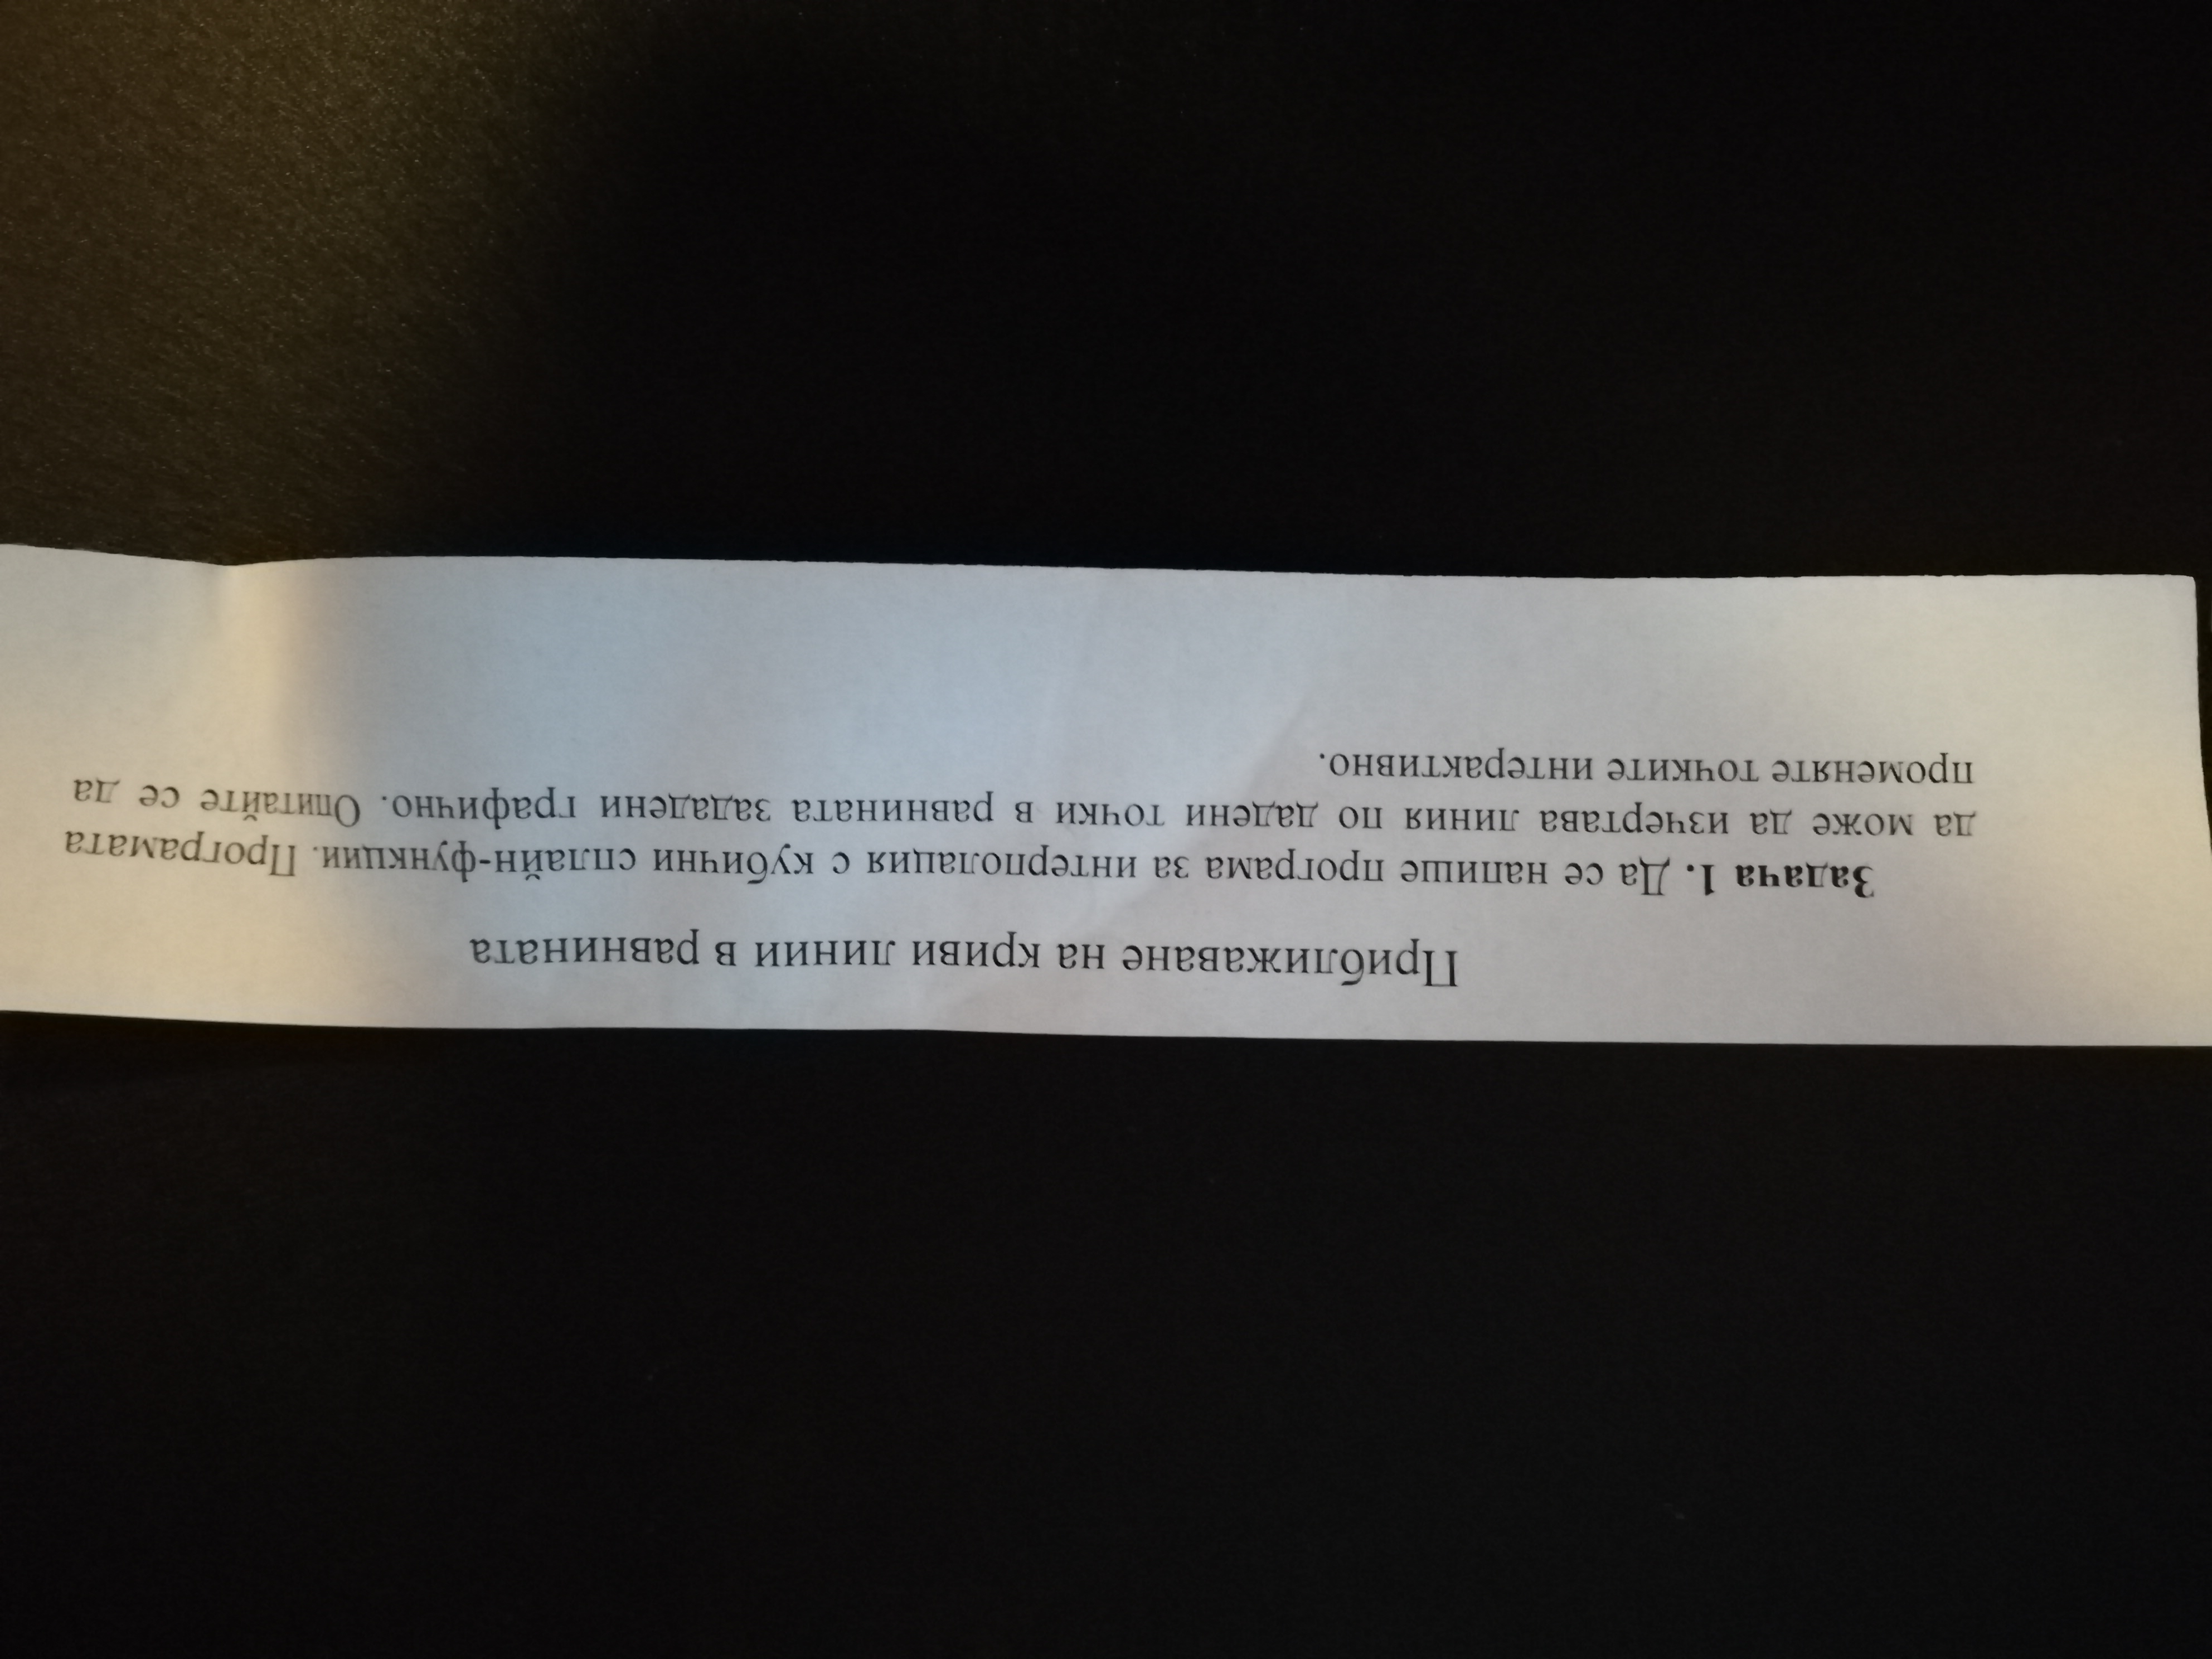 Приближаване на криви линии в равнината
Задача 1. Да се напише програма за интерполация с кубични сплайн-функции. Програмата
да може да изчертава линия по дадени точки в равнината зададени графично. Опитайте се да
променяте точките интерактивно.